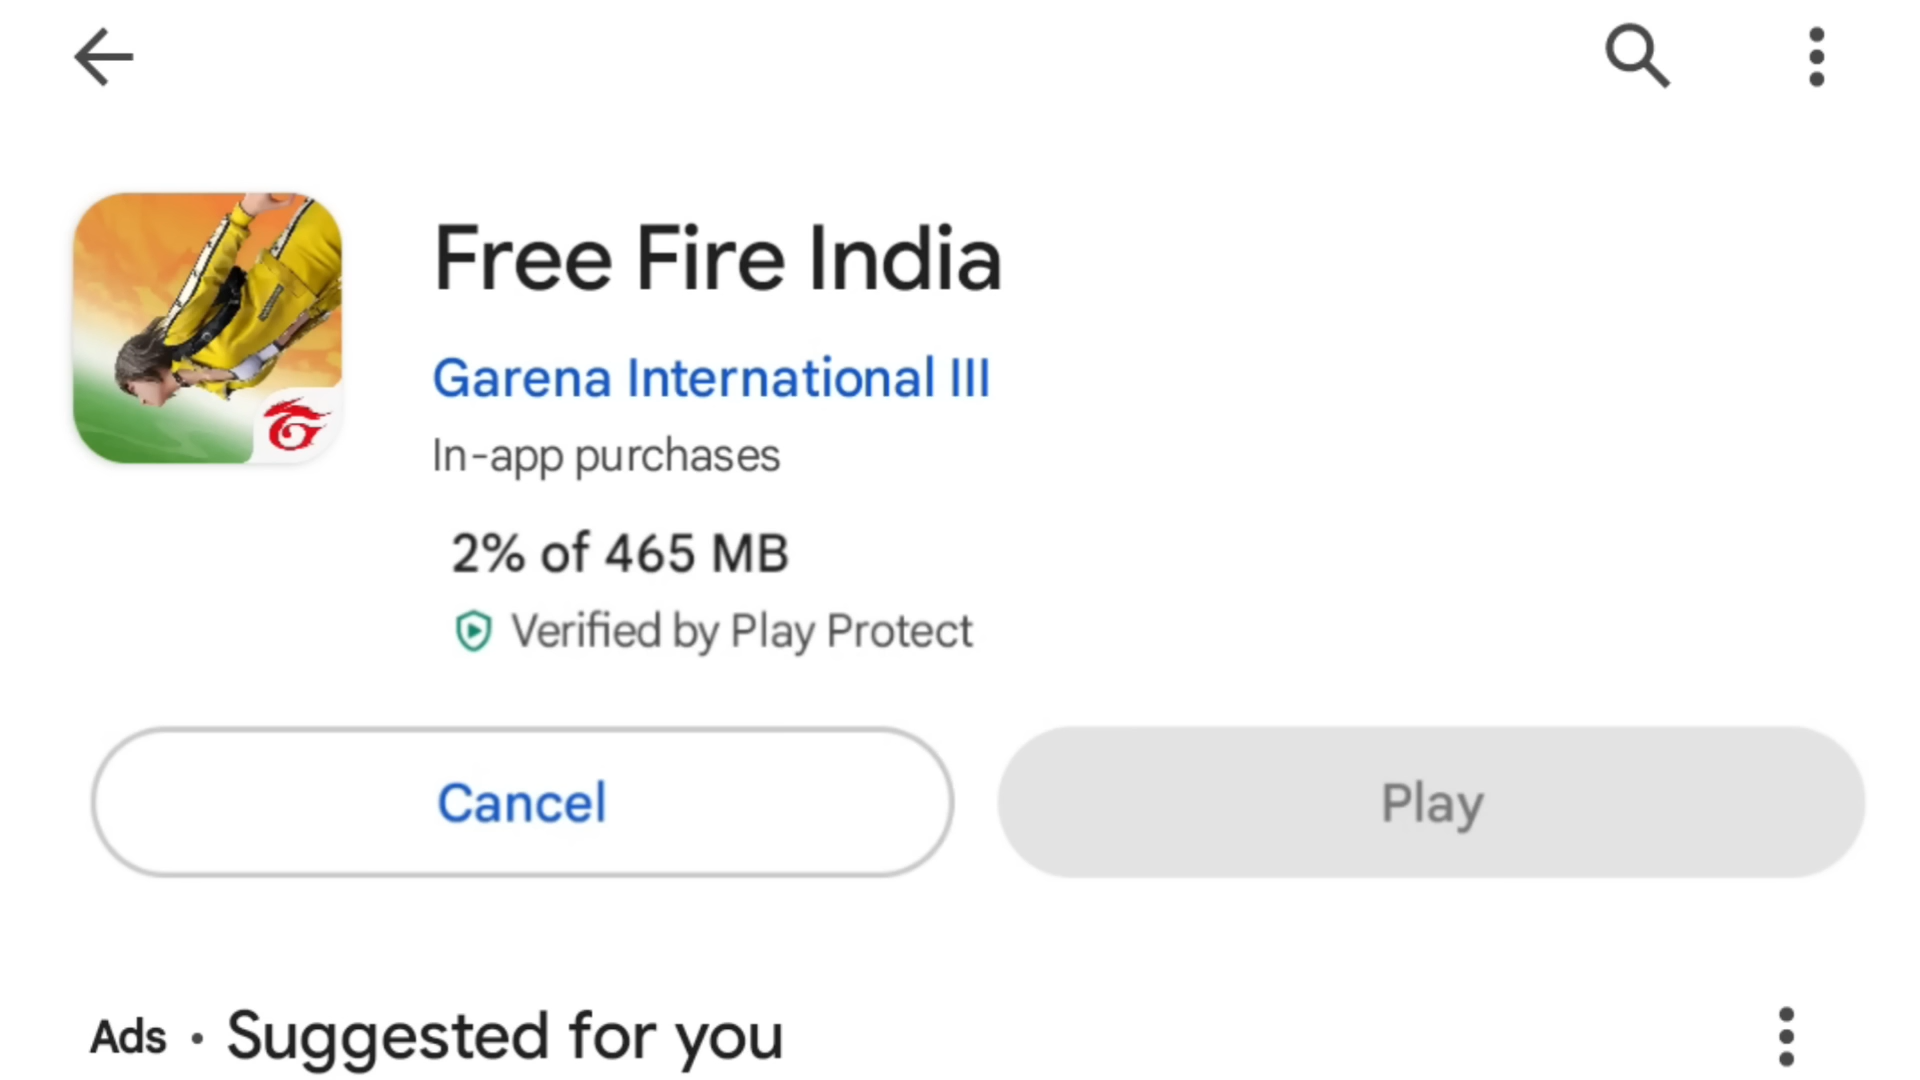 Free Fire India
Garena International III
In-app purchases
2% of 465 MB
Verified by Play Protect
Cancel
Play
Ads • Suggested for you